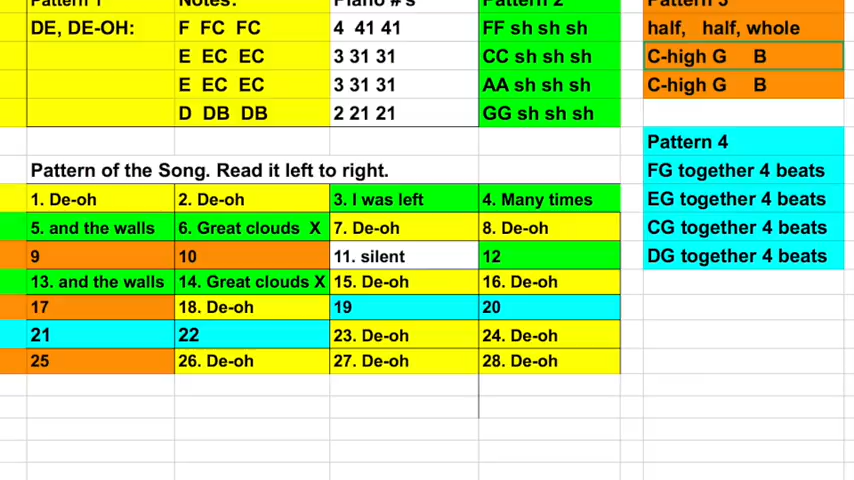 Pattern 1 Notes: Piano #'s Pattern 2 Pattern 3
DE, DE-OH: F FC FC 4 41 41 FF sh sh sh half, half, whole
E EC EC 3 31 31 CC sh sh sh C-high G B
E EC EC 3 31 31 AA sh sh sh C-high G B
D DB DB 2 21 21 GG sh sh sh
Pattern 4
Pattern of the Song. Read it left to right. FG together 4 beats
1. De-oh 2. De-oh 3. I was left 4. Many times EG together 4 beats
5. and the walls 6. Great clouds X 7. De-oh 8. De-oh CG together 4 beats
9 10 11. silent 12 DG together 4 beats
13. and the walls 14. Great clouds X 15. De-oh 16. De-oh
17 18. De-oh 19 20
21 22 23. De-oh 24. De-oh
25 26. De-oh 27. De-oh 28. De-oh